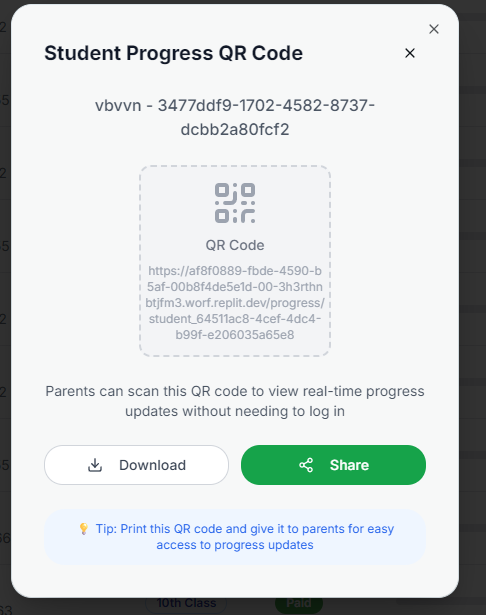 Student Progress QR Code
vbvvn - 3477ddf9-1702-4582-8737-
dcbb2a80fcf2
QR Code
https://af8f0889-fbde-4590-b
5af-00b8f4de5e1d-00-3h3rthn
btjfm3.worf.replit.dev/progress/
student_64511ac8-4cef-4dc4-
b99f-e206035a65e8
Parents can scan this QR code to view real-time progress
updates without needing to log in
Download
Share
💡 Tip: Print this QR code and give it to parents for easy
access to progress updates
10th Class
Paid